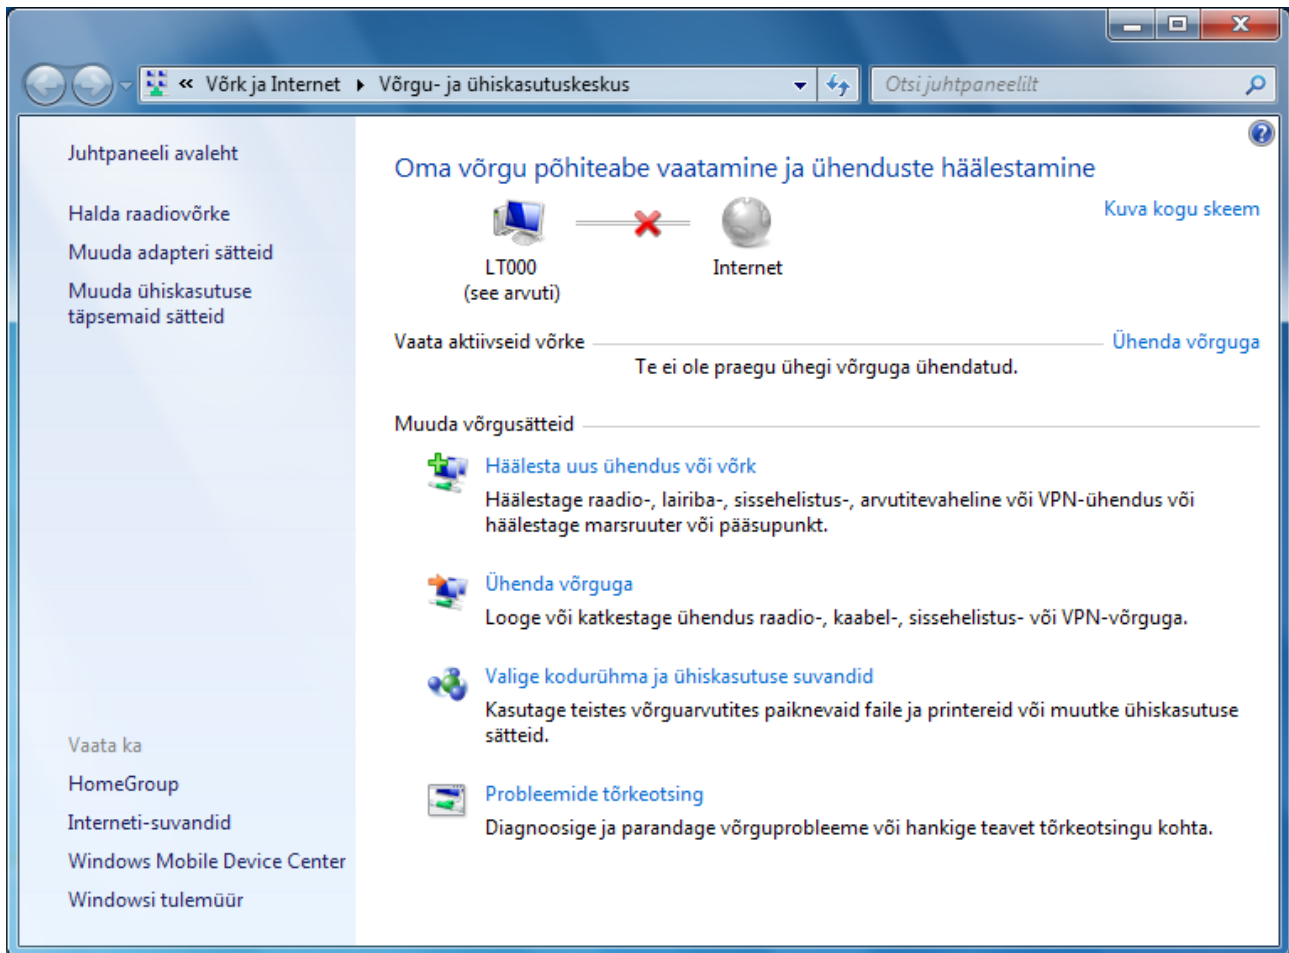 « Võrk ja Internet ▸ Võrgu- ja ühiskasutuskeskus
Otsi juhtpaneelilt
Juhtpaneeli avaleht
Halda raadiovõrke
Muuda adapteri sätteid
Muuda ühiskasutuse
täpsemaid sätteid
Vaata ka
HomeGroup
Interneti-suvandid
Windows Mobile Device Center
Windowsi tulemüür
Oma võrgu põhiteabe vaatamine ja ühenduste häälestamine
Kuva kogu skeem
LT000
(see arvuti)
Internet
Vaata aktiivseid võrke
Ühenda võrguga
Te ei ole praegu ühegi võrguga ühendatud.
Muuda võrgusätteid
Häälesta uus ühendus või võrk
Häälestage raadio-, lairiba-, sissehelistus-, arvutitevaheline või VPN-ühendus või
häälestage marsruuter või pääsupunkt.
Ühenda võrguga
Looge või katkestage ühendus raadio-, kaabel-, sissehelistus- või VPN-võrguga.
Valige kodurühma ja ühiskasutuse suvandid
Kasutage teistes võrguarvutites paiknevaid faile ja printereid või muutke ühiskasutuse
sätteid.
Probleemide tõrkeotsing
Diagnoosige ja parandage võrguprobleeme või hankige teavet tõrkeotsingu kohta.